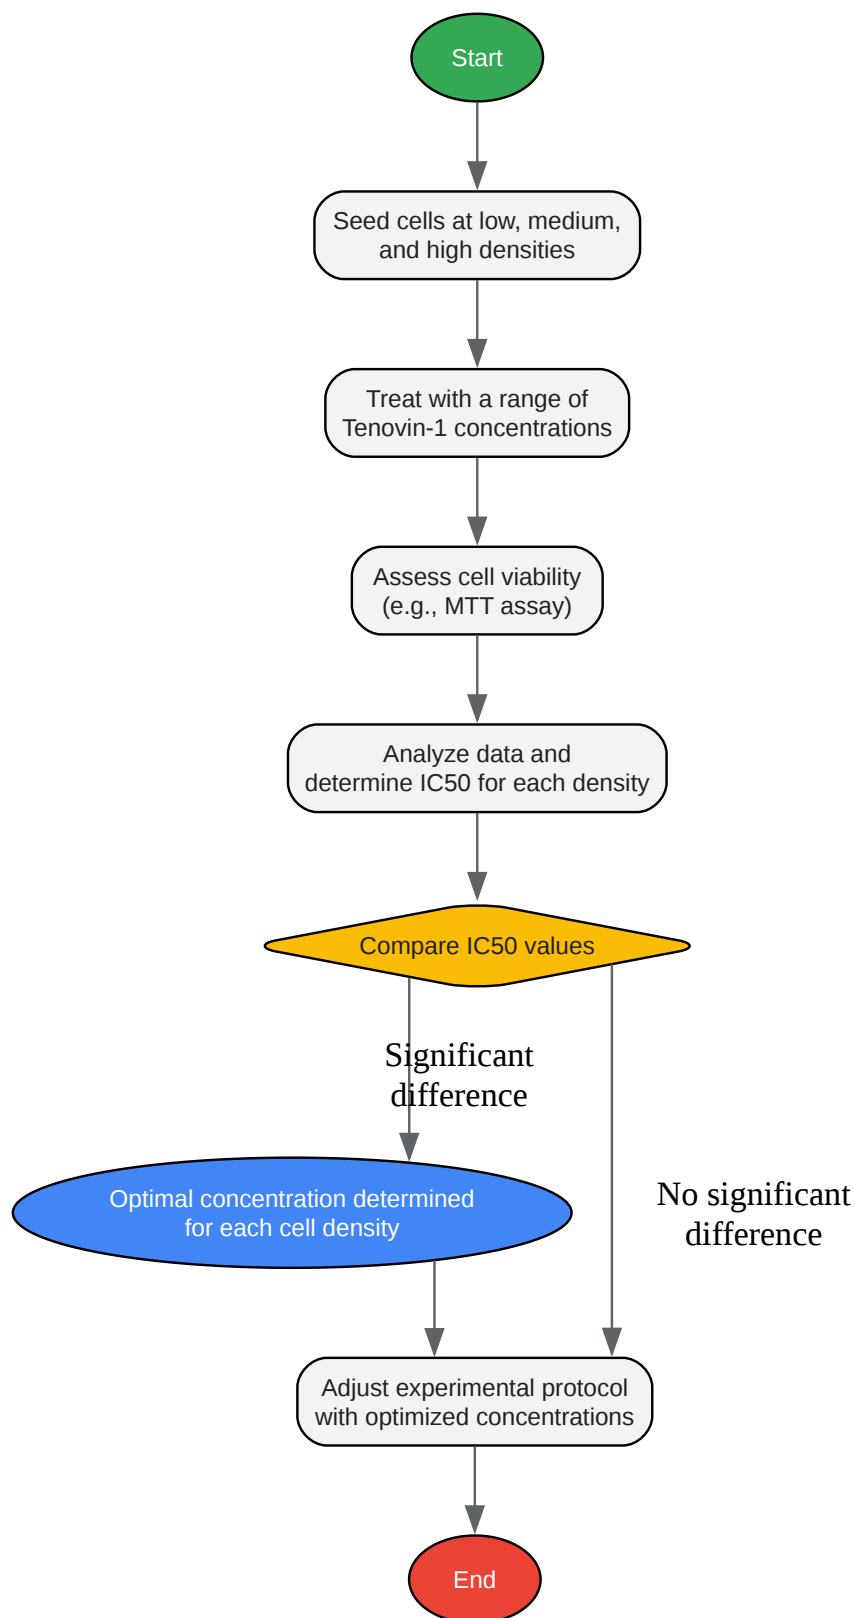 Start
Seed cells at low, medium,
and high densities
Treat with a range of
Tenovin-1 concentrations
Assess cell viability
(e.g., MTT assay)
Analyze data and
determine IC50 for each density
Compare IC50 values
Significant
difference
Optimal concentration determined
for each cell density
No significant
difference
Adjust experimental protocol
with optimized concentrations
End